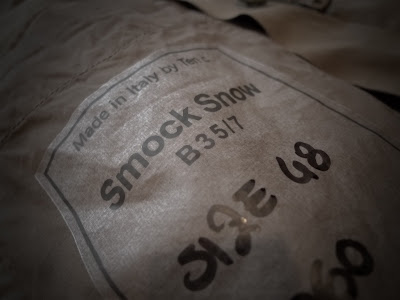 Made in Italy by
Smock Snow
B 35/7
SIZE 48